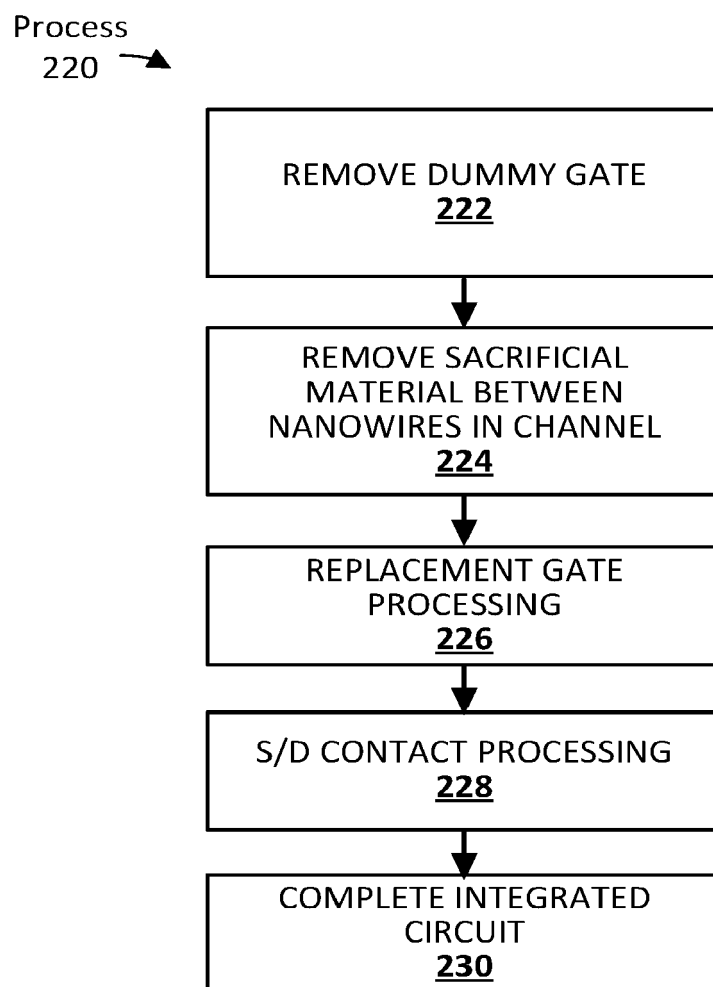 Process
220
REMOVE DUMMY GATE
222
REMOVE SACRIFICIAL
MATERIAL BETWEEN
NANOWIRES IN CHANNEL
224
REPLACEMENT GATE
PROCESSING
226
S/D CONTACT PROCESSING
228
COMPLETE INTEGRATED
CIRCUIT
230